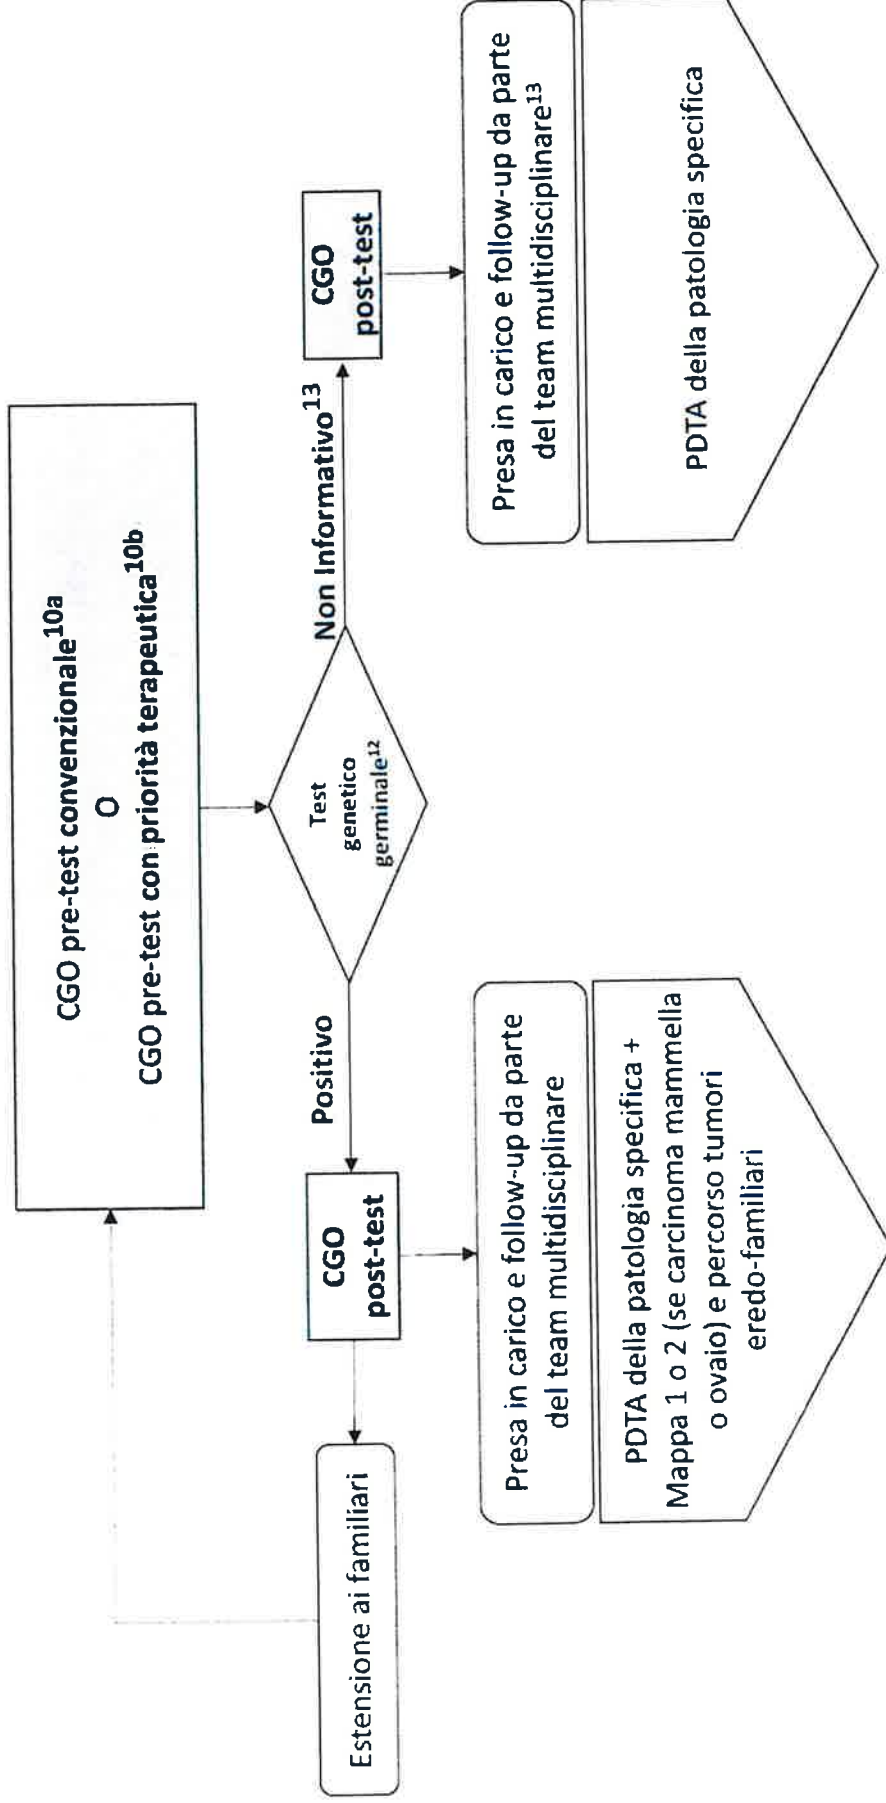 CGO pre-test convenzionale10a
O
CGO pre-test con priorità terapeutica10b
Test
genetico
germinale12
Positivo
Non Informativo13
CGO
post-test
CGO
post-test
Estensione ai familiari
Presa in carico e follow-up da parte
del team multidisciplinare
PDTA della patologia specifica +
Mappa 1 o 2 (se carcinoma mammella
o ovaio) e percorso tumori
eredo-familiari
Presa in carico e follow-up da parte
del team multidisciplinare13
PDTA della patologia specifica